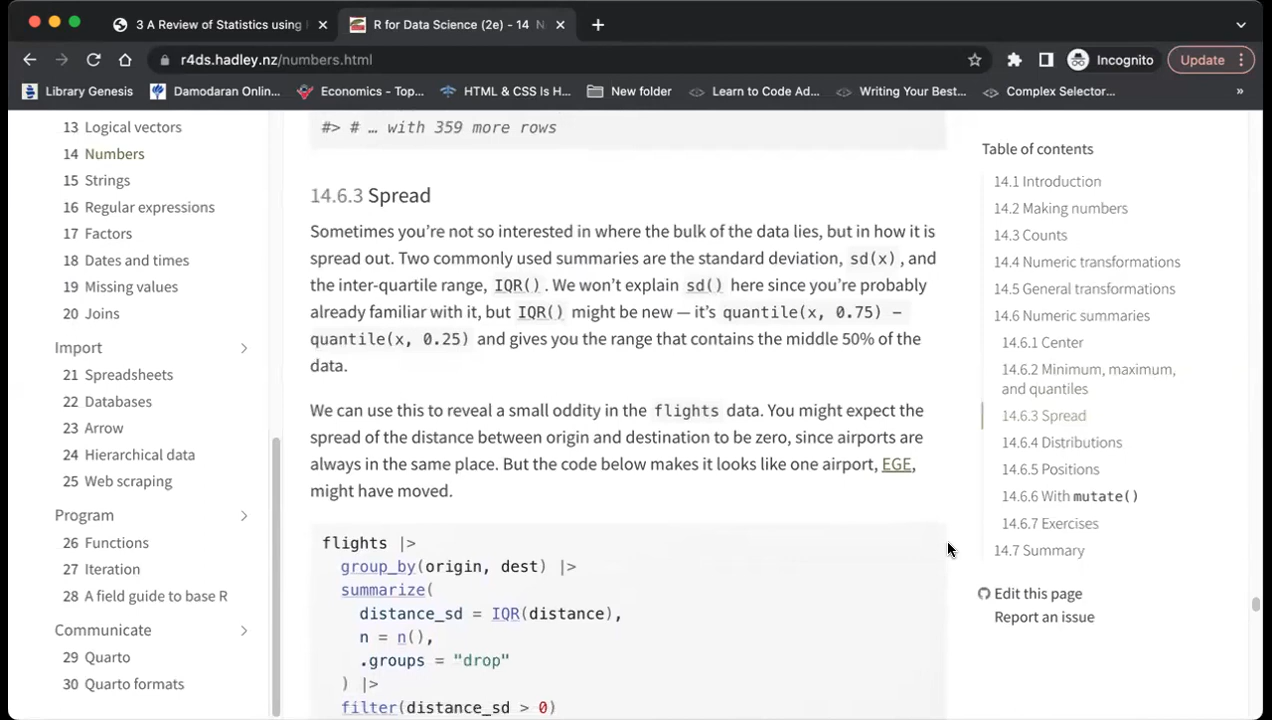 3 A Review of Statistics using
R for Data Science (2e) - 14 N
r4ds.hadley.nz/numbers.html
Incognito
Update
Library Genesis
Damodaran Onlin...
Economics - Top...
HTML & CSS Is H...
New folder
Learn to Code Ad...
Writing Your Best...
Complex Selector...
»
13 Logical vectors
14 Numbers
15 Strings
16 Regular expressions
17 Factors
18 Dates and times
19 Missing values
20 Joins
Import
21 Spreadsheets
22 Databases
23 Arrow
24 Hierarchical data
25 Web scraping
Program
26 Functions
27 Iteration
28 A field guide to base R
Communicate
29 Quarto
30 Quarto formats
#> # … with 359 more rows
14.6.3 Spread
Sometimes you’re not so interested in where the bulk of the data lies, but in how it is
spread out. Two commonly used summaries are the standard deviation, sd(x), and
the inter-quartile range, IQR(). We won’t explain sd() here since you’re probably
already familiar with it, but IQR() might be new — it’s quantile(x, 0.75) -
quantile(x, 0.25) and gives you the range that contains the middle 50% of the
data.
We can use this to reveal a small oddity in the flights data. You might expect the
spread of the distance between origin and destination to be zero, since airports are
always in the same place. But the code below makes it looks like one airport, EGE,
might have moved.
flights |>
group_by(origin, dest) |>
summarize(
distance_sd = IQR(distance),
n = n(),
.groups = "drop"
) |>
filter(distance_sd > 0)
Table of contents
14.1 Introduction
14.2 Making numbers
14.3 Counts
14.4 Numeric transformations
14.5 General transformations
14.6 Numeric summaries
14.6.1 Center
14.6.2 Minimum, maximum,
and quantiles
14.6.3 Spread
14.6.4 Distributions
14.6.5 Positions
14.6.6 With mutate()
14.6.7 Exercises
14.7 Summary
Edit this page
Report an issue